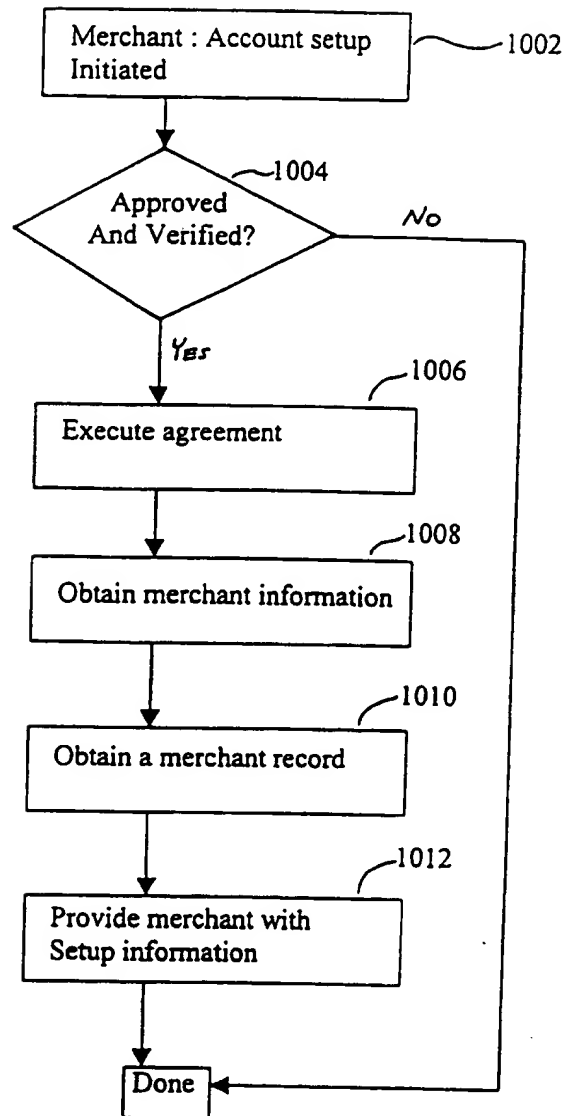 Merchant : Account setup
Initiated
1002
1004
Approved
And Verified?
NO
YES
1006
Execute agreement
1008
Obtain merchant information
1010
Obtain a merchant record
1012
Provide merchant with
Setup information
Done